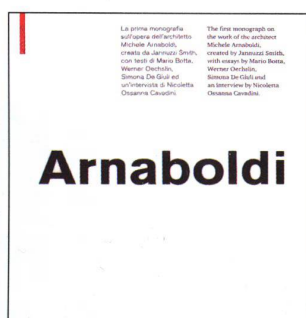 La prima monografia
sull'opera dell'architetto
Michele Arnaboldi,
creata da Jannuzzi Smith,
con testi di Mario Botta,
Werner Oechslin,
Simona De Giuli ed
un'intervista di Nicoletta
Ossanna Cavadini.
The first monograph on
the work of the architect
Michele Arnaboldi,
created by Jannuzzi Smith,
with essays by Mario Botta,
Werner Oechslin,
Simona De Giuli and
an interview by Nicoletta
Ossanna Cavadini.
Arnaboldi